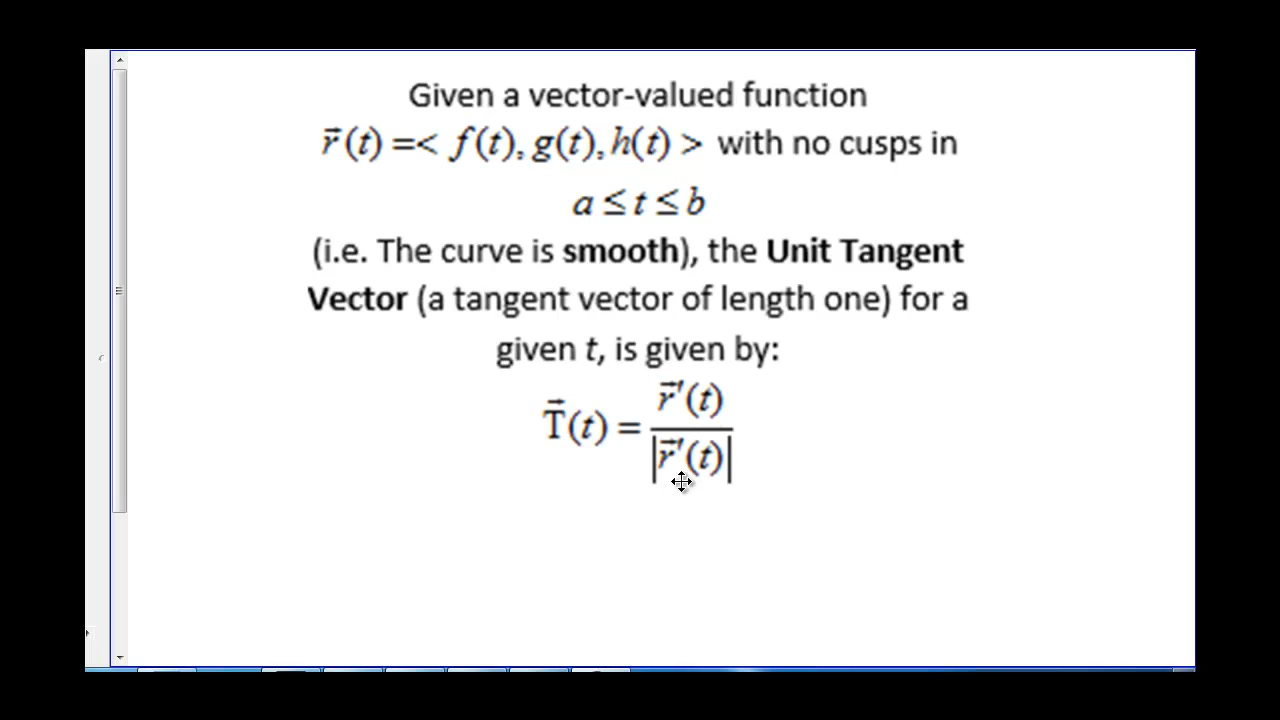 Given a vector-valued function
r⃗(t) =< f(t), g(t), h(t) > with no cusps in
a ≤ t ≤ b
(i.e. The curve is smooth), the Unit Tangent
Vector (a tangent vector of length one) for a
given t, is given by:
T⃗(t) = r⃗′(t) / |r⃗′(t)|